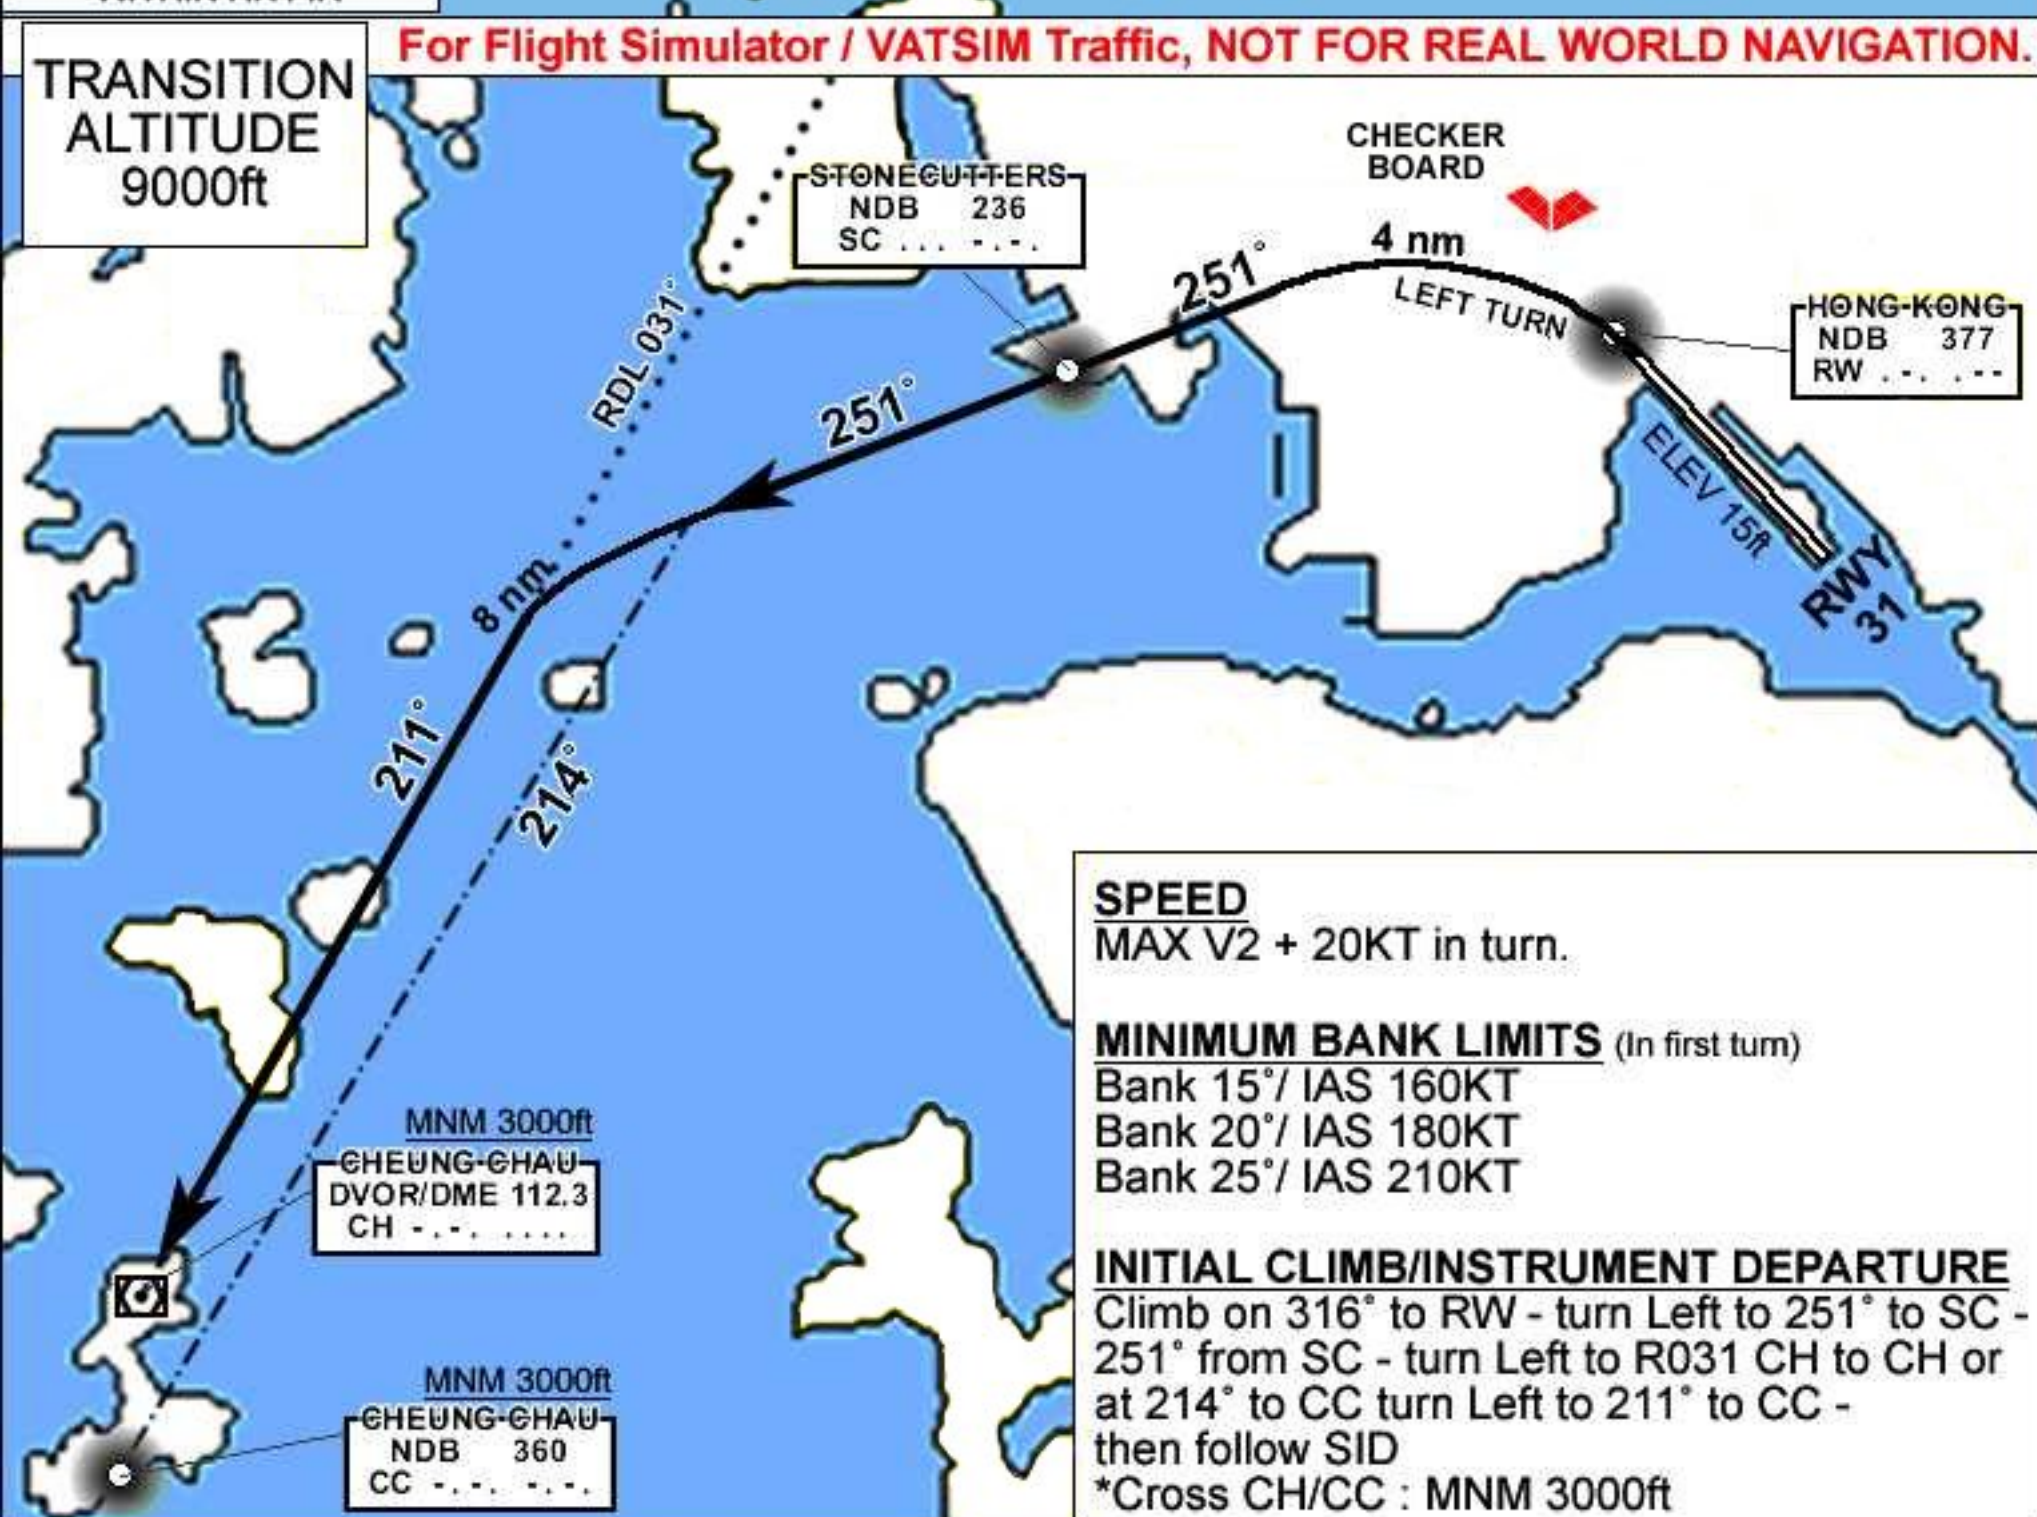 For Flight Simulator / VATSIM Traffic, NOT FOR REAL WORLD NAVIGATION.
TRANSITION
ALTITUDE
9000ft
CHECKER
BOARD
STONECUTTERS
NDB 236
SC ... -.-.
4 nm
LEFT TURN
251°
HONG-KONG
NDB 377
RW .-. .--
RDL 031°
251°
ELEV 15ft
RWY
31
8 nm
211°
214°
MNM 3000ft
CHEUNG-CHAU
DVOR/DME 112.3
CH -.-. ....
MNM 3000ft
CHEUNG-CHAU
NDB 360
CC -.-. -.-.
SPEED
MAX V2 + 20KT in turn.
MINIMUM BANK LIMITS (In first turn)
Bank 15°/ IAS 160KT
Bank 20°/ IAS 180KT
Bank 25°/ IAS 210KT
INITIAL CLIMB/INSTRUMENT DEPARTURE
Climb on 316° to RW - turn Left to 251° to SC -
251° from SC - turn Left to R031 CH to CH or
at 214° to CC turn Left to 211° to CC -
then follow SID
*Cross CH/CC : MNM 3000ft